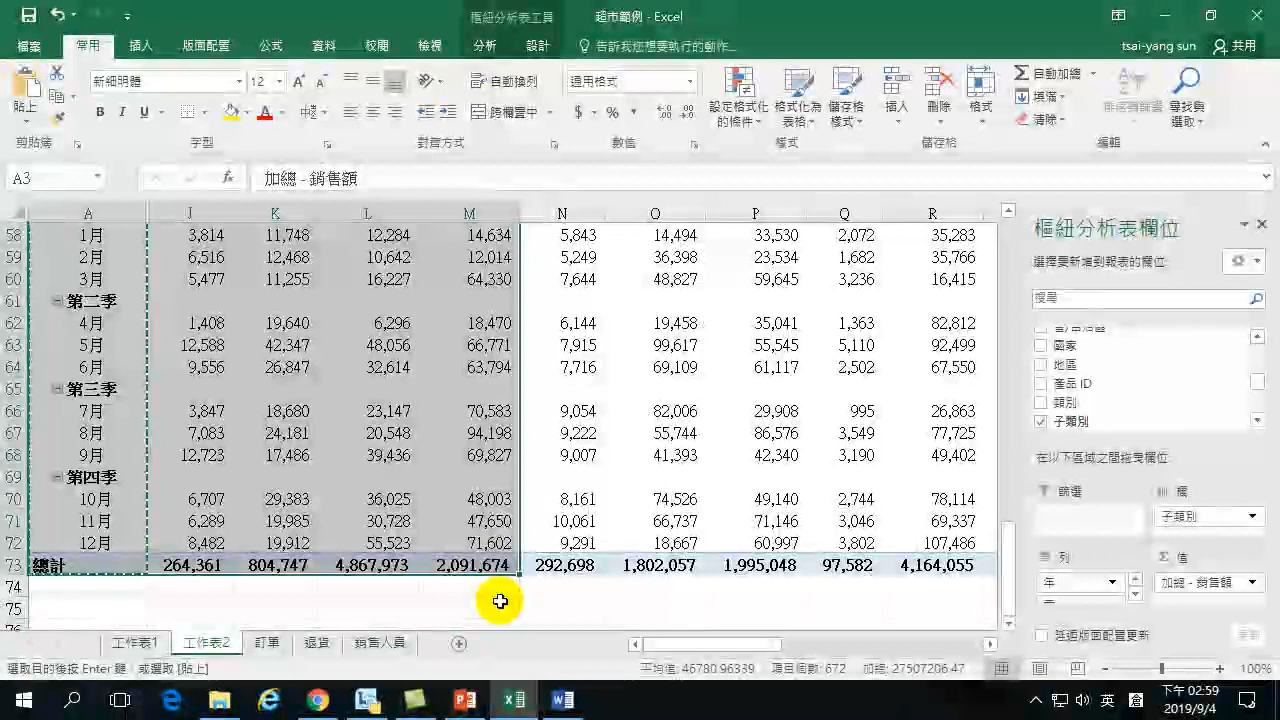 樞紐分析表工具
超市範例 - Excel
檔案 常用 插入 版面配置 公式 資料 校閱 檢視 分析 設計 告訴我您想要執行的動作... tsai-yang sun 共用
貼上
新細明體 12
B I U A
自動換列
跨欄置中
通用格式
$ % ,
設定格式化的條件
格式化為表格
儲存格樣式
插入 刪除 格式
自動加總
填滿
清除
尋找與選取
剪貼簿 字型 對齊方式 數值 樣式 儲存格 編輯
A3 fx 加總 - 銷售額
A J K L M N O P Q R
58 1月 3,814 11,748 12,284 14,634 5,843 14,494 33,530 2,072 35,283
59 2月 6,516 12,468 10,642 12,014 5,249 36,398 23,534 1,682 35,766
60 3月 5,477 11,255 16,227 64,330 7,644 48,827 59,645 3,236 16,415
61 第二季
62 4月 1,408 19,640 6,296 18,470 6,144 19,458 35,041 1,363 82,812
63 5月 12,588 42,347 48,056 66,771 7,915 99,617 55,545 5,110 92,499
64 6月 9,556 26,847 32,614 63,794 7,716 69,109 61,117 2,502 67,550
65 第三季
66 7月 3,847 18,680 23,147 70,583 9,054 82,006 29,908 995 26,863
67 8月 7,083 24,181 20,548 94,198 9,222 55,744 86,576 3,549 77,725
68 9月 12,723 17,486 39,436 69,827 9,007 41,393 42,340 3,190 49,402
69 第四季
70 10月 6,707 29,383 36,025 48,003 8,161 74,526 49,140 2,744 78,114
71 11月 6,289 19,985 30,728 47,650 10,061 66,737 71,146 3,046 69,337
72 12月 8,482 19,912 55,523 71,602 9,291 18,667 60,997 3,802 107,486
73 總計 264,361 804,747 4,867,973 2,091,674 292,698 1,802,057 1,995,048 97,582 4,164,055
74
75
樞紐分析表欄位
選擇要新增到報表的欄位:
搜尋
國家
地區
產品 ID
類別
子類別
在以下區域之間拖曳欄位:
篩選 欄
子類別
列 Σ 值
年 加總 - 銷售額
延遲版面配置更新 更新
工作表1 工作表2 訂單 退貨 銷售人員
選取目的後按 Enter 鍵,或選取 [貼上] 平均值: 46780.96339 項目個數: 672 加總: 27507206.47 100%
英 下午 02:59
2019/9/4